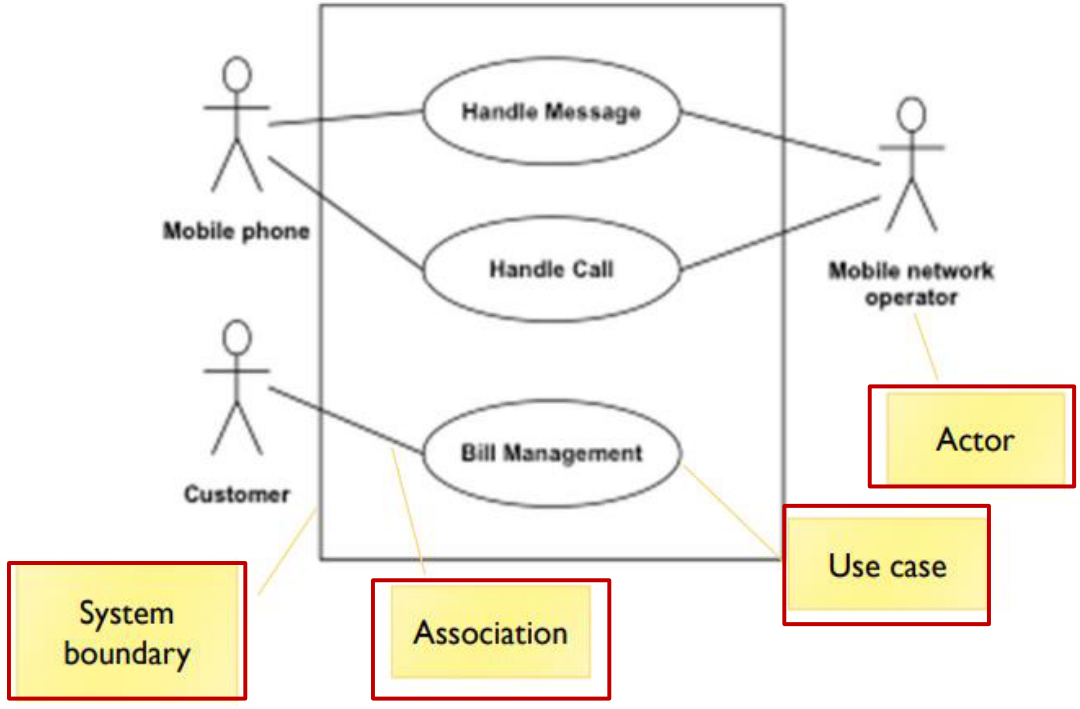 Handle Message
Mobile phone
Handle Call
Mobile network
operator
Customer
Bill Management
Actor
Use case
System
boundary
Association